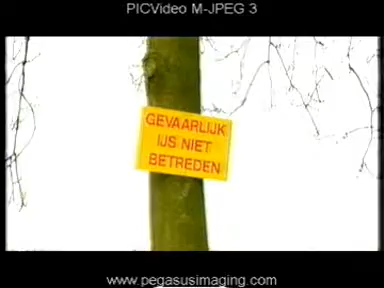 PICVideo M-JPEG 3
GEVAARLIJK
IJS NIET
BETREDEN
www.pegasusimaging.com